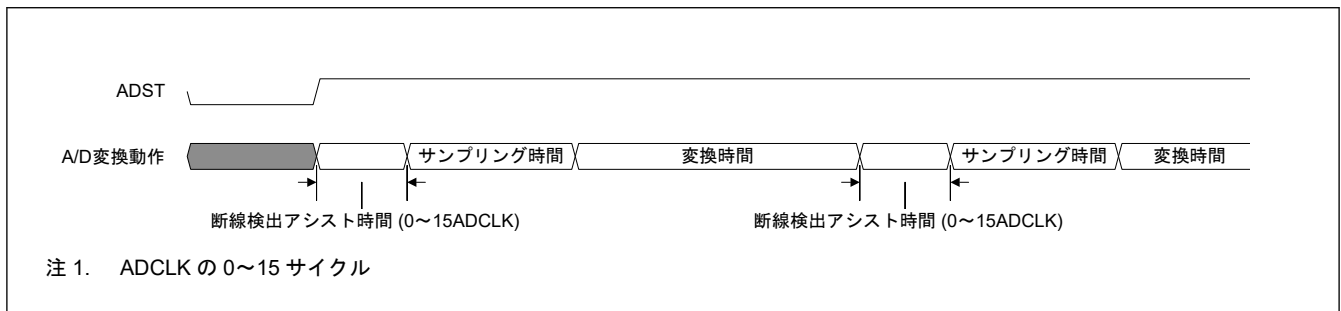 ADST
A/D変換動作
サンプリング時間
変換時間
サンプリング時間
変換時間
断線検出アシスト時間 (0～15ADCLK)
断線検出アシスト時間 (0～15ADCLK)
注 1. ADCLK の 0～15 サイクル